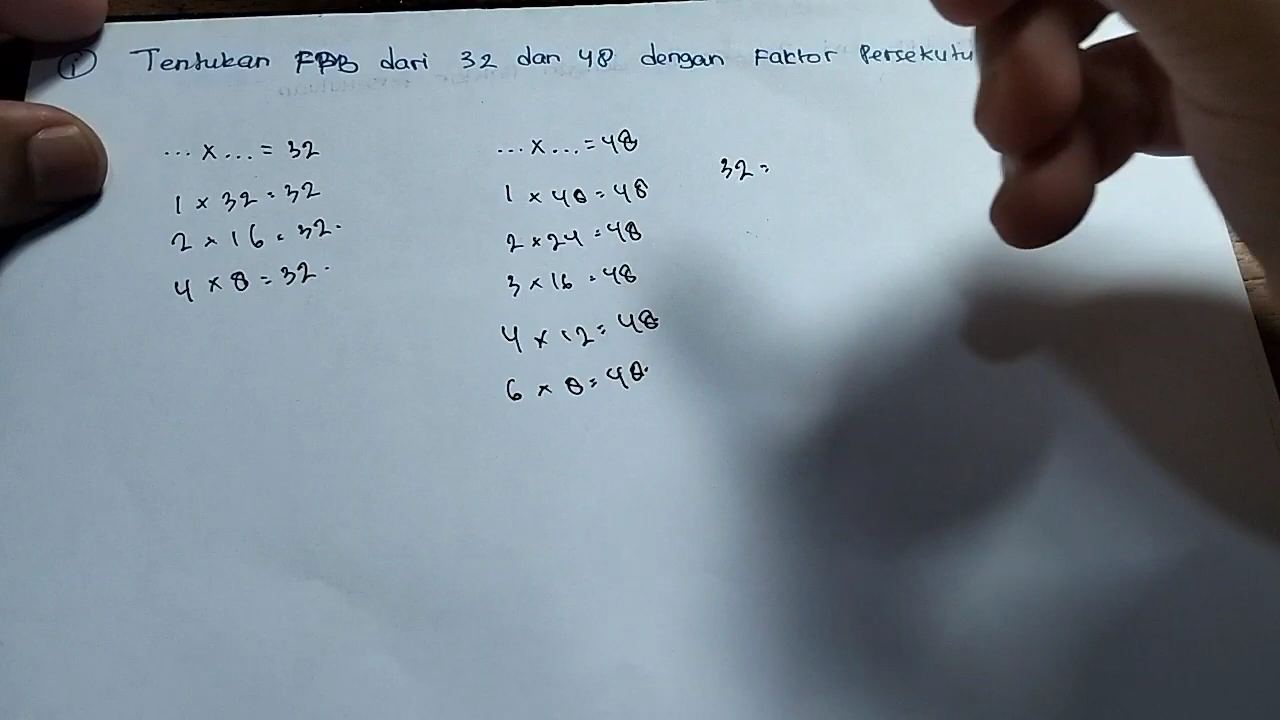 ① Tentukan FPB dari 32 dan 48 dengan Faktor Persekutu
... x ... = 32
1 x 32 = 32
2 x 16 = 32.
4 x 8 = 32.
... x ... = 48
1 x 48 = 48
2 x 24 = 48
3 x 16 = 48
4 x 12 = 48
6 x 8 = 48.
32 =